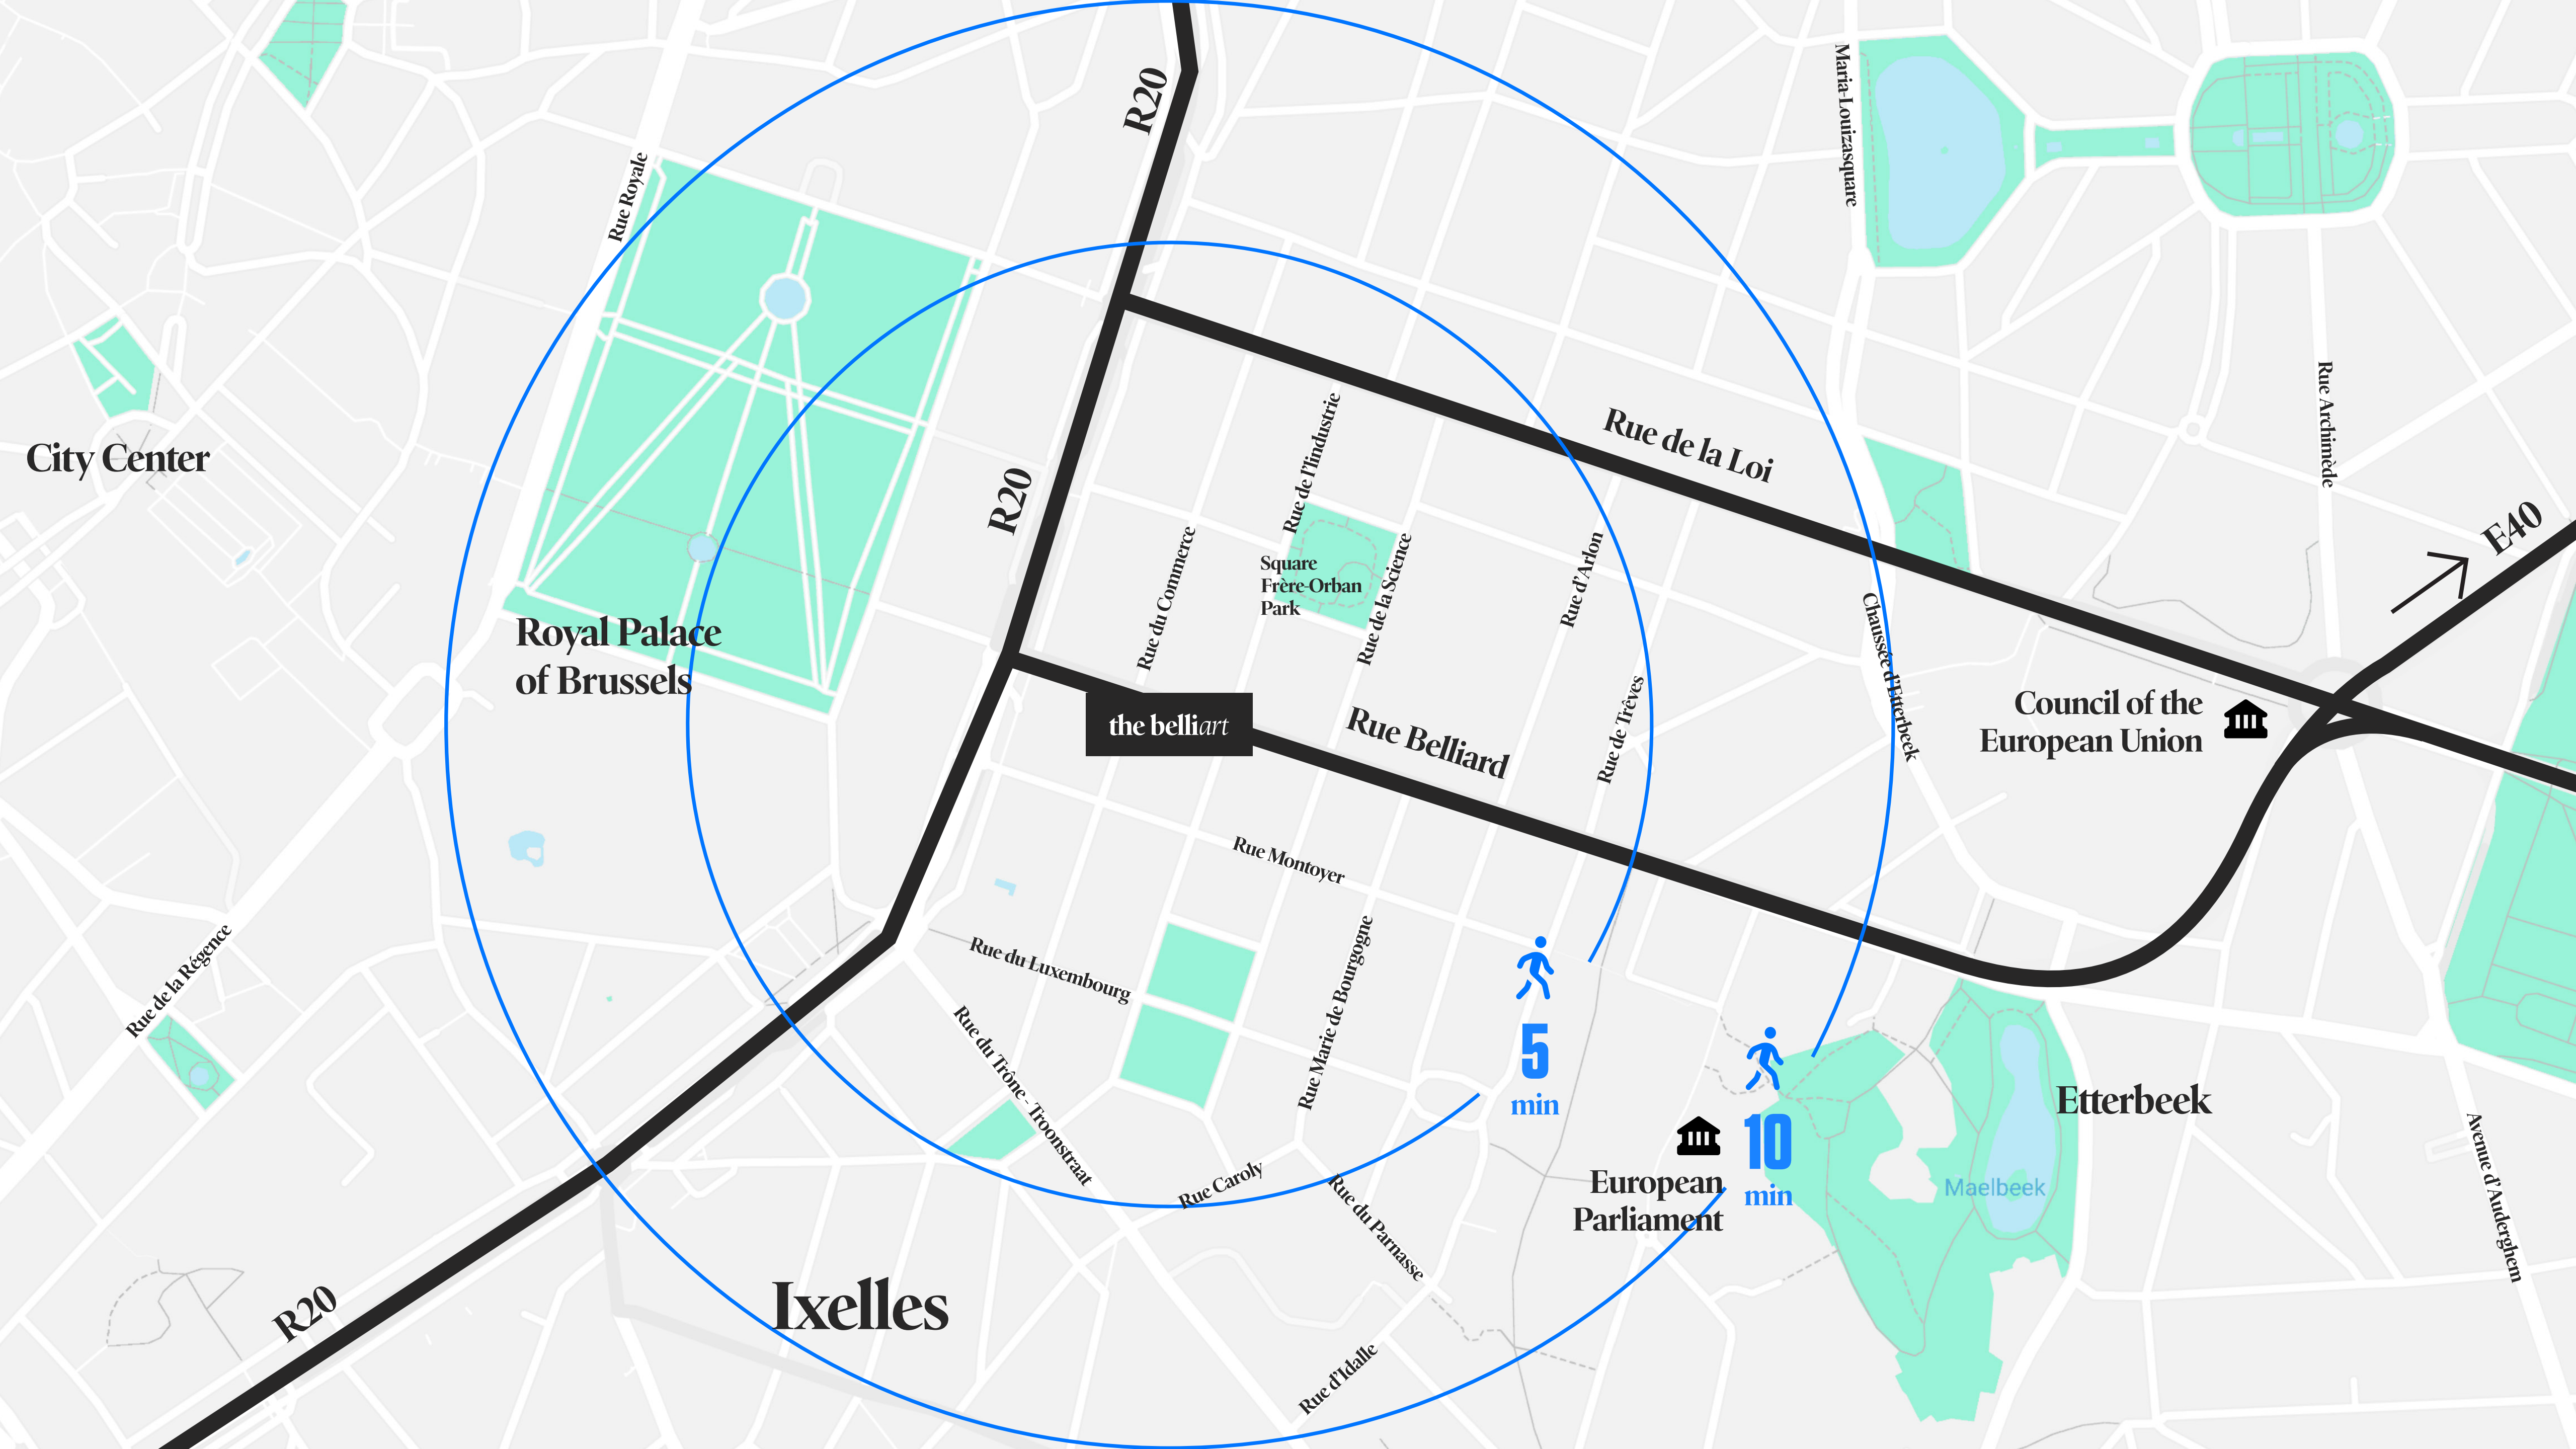 R20
Maria-Louizasquare
Rue Royale
Rue de la Loi
Rue Archimède
City Center
R20
Rue de l'lindustrie
E40
Rue du Commerce
Square
Frère-Orban
Park
Rue de la Science
Rue d'Arlon
Chaussée d'Etterbeek
Royal Palace
of Brussels
the belliart
Rue Belliard
Rue de Trêves
Council of the
European Union
Rue Montoyer
Rue de la Régence
Rue du Luxembourg
Rue Marie de Bourgogne
Rue du Trône - Troonstraat
5
min
10
min
Etterbeek
European
Parliament
Maelbeek
Avenue d'Auderghem
Rue Caroly
Rue du Parnasse
Ixelles
R20
Rue d'Idalle